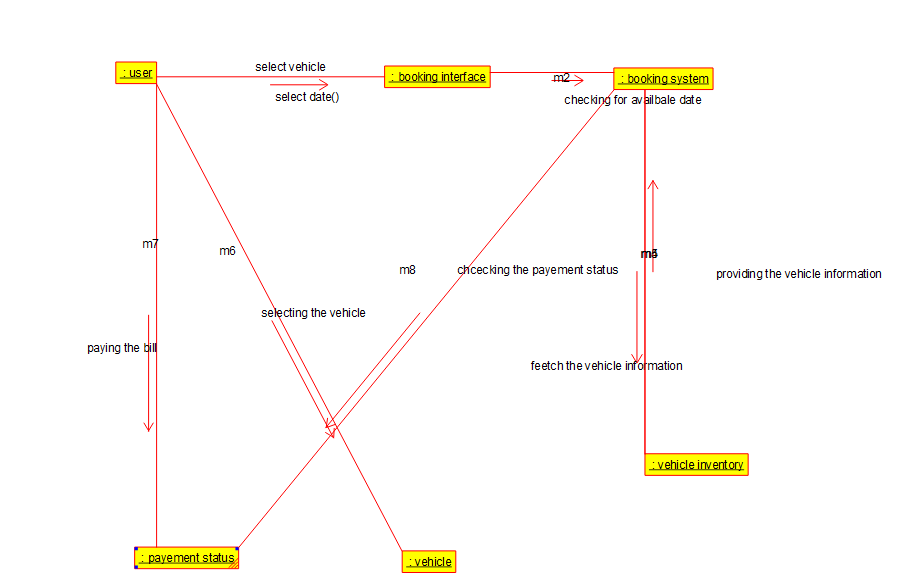 select vehicle
: user
: booking interface
m2
: booking system
select date()
checking for availbale date
m7
m6
m8
chcecking the payement status
providing the vehicle information
selecting the vehicle
paying the bill
feetch the vehicle information
: vehicle inventory
: payement status
: vehicle